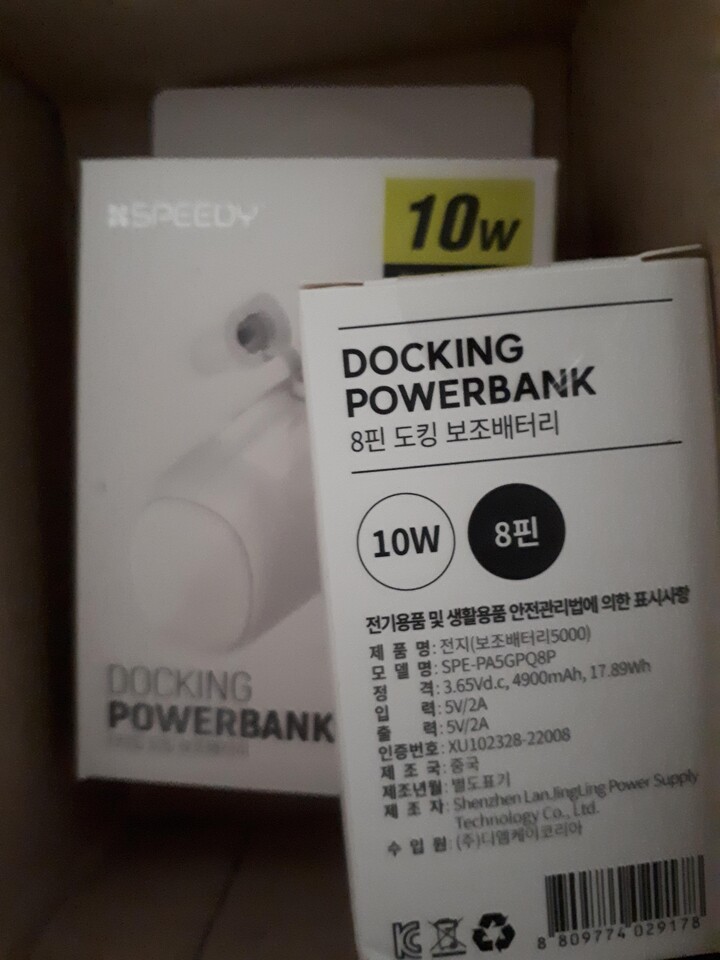 SPEEDY
10W
DOCKING
POWERBANK
DOCKING
POWERBANK
8핀 도킹 보조배터리
10W
8핀
전기용품 및 생활용품 안전관리법에 의한 표시사항
제 품 명: 전지(보조배터리5000)
모 델 명: SPE-PA5GPQ8P
정 격: 3.65Vd.c, 4900mAh, 17.89Wh
입 력: 5V/2A
출 력: 5V/2A
인증번호: XU102328-22008
제 조 국: 중국
제조년월: 별도표기
제 조 자: Shenzhen LanJingLing Power Supply
Technology Co., Ltd.
수 입 원: (주)디엠케이코리아
8 809774 029178